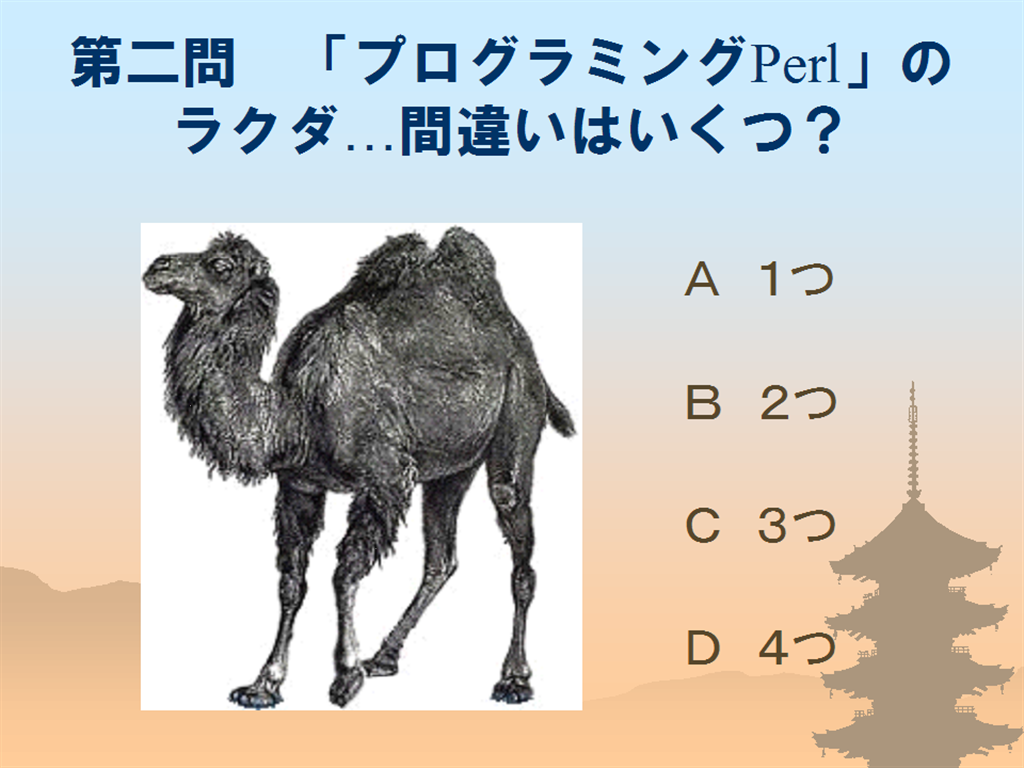 第二問　「プログラミングPerl」の
ラクダ…間違いはいくつ？
Ａ　１つ
Ｂ　２つ
Ｃ　３つ
Ｄ　４つ